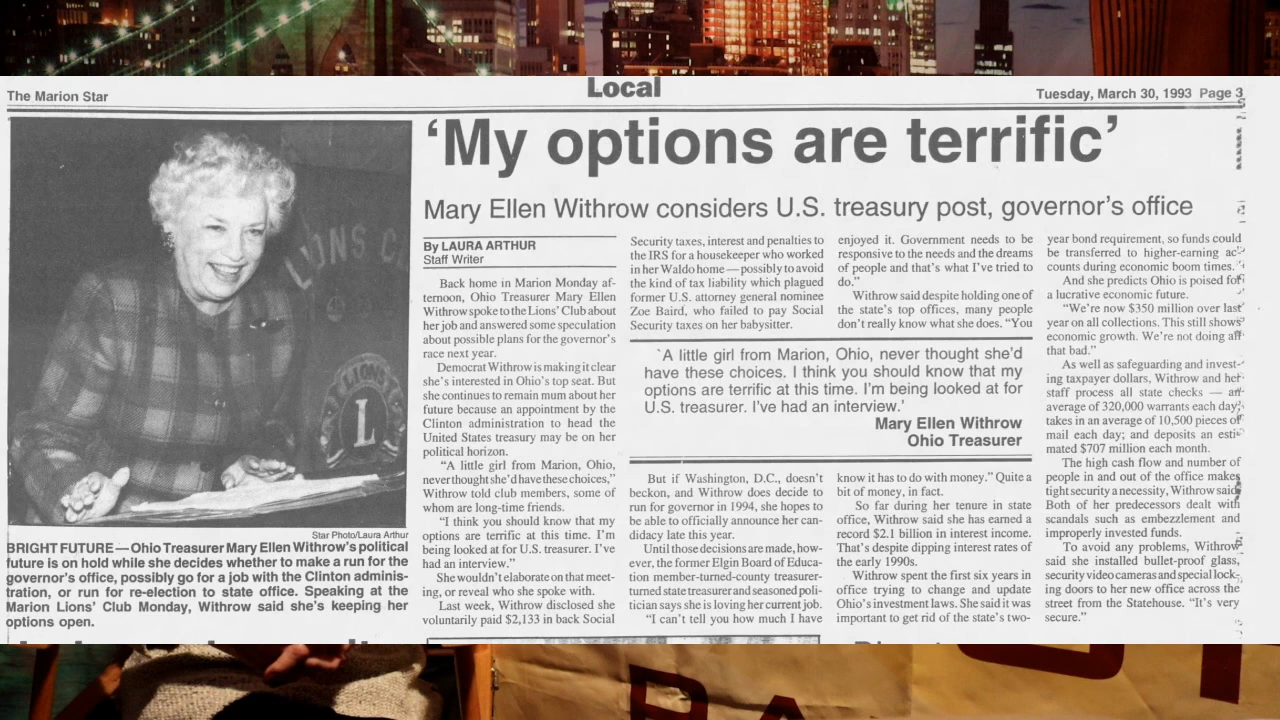 The Marion Star
Local
Tuesday, March 30, 1993 Page 3
LIONS C
LIONS
L
Star Photo/Laura Arthur
BRIGHT FUTURE — Ohio Treasurer Mary Ellen Withrow's political
future is on hold while she decides whether to make a run for the
governor's office, possibly go for a job with the Clinton adminis-
tration, or run for re-election to state office. Speaking at the
Marion Lions' Club Monday, Withrow said she's keeping her
options open.
‘My options are terrific’
Mary Ellen Withrow considers U.S. treasury post, governor's office
By LAURA ARTHUR
Staff Writer
Back home in Marion Monday af-
ternoon, Ohio Treasurer Mary Ellen
Withrow spoke to the Lions' Club about
her job and answered some speculation
about possible plans for the governor's
race next year.
Democrat Withrow is making it clear
she's interested in Ohio's top seat. But
she continues to remain mum about her
future because an appointment by the
Clinton administration to head the
United States treasury may be on her
political horizon.
“A little girl from Marion, Ohio,
never thought she'd have these choices,”
Withrow told club members, some of
whom are long-time friends.
“I think you should know that my
options are terrific at this time. I'm
being looked at for U.S. treasurer. I've
had an interview.”
She wouldn't elaborate on that meet-
ing, or reveal who she spoke with.
Last week, Withrow disclosed she
voluntarily paid $2,133 in back Social
Security taxes, interest and penalties to
the IRS for a housekeeper who worked
in her Waldo home — possibly to avoid
the kind of tax liability which plagued
former U.S. attorney general nominee
Zoe Baird, who failed to pay Social
Security taxes on her babysitter.
`A little girl from Marion, Ohio, never thought she'd
have these choices. I think you should know that my
options are terrific at this time. I'm being looked at for
U.S. treasurer. I've had an interview.'
Mary Ellen Withrow
Ohio Treasurer
But if Washington, D.C., doesn't
beckon, and Withrow does decide to
run for governor in 1994, she hopes to
be able to officially announce her can-
didacy late this year.
Until those decisions are made, how-
ever, the former Elgin Board of Educa-
tion member-turned-county treasurer-
turned state treasurer and seasoned poli-
tician says she is loving her current job.
“I can't tell you how much I have
enjoyed it. Government needs to be
responsive to the needs and the dreams
of people and that's what I've tried to
do.”
Withrow said despite holding one of
the state's top offices, many people
don't really know what she does. “You
know it has to do with money.” Quite a
bit of money, in fact.
So far during her tenure in state
office, Withrow said she has earned a
record $2.1 billion in interest income.
That's despite dipping interest rates of
the early 1990s.
Withrow spent the first six years in
office trying to change and update
Ohio's investment laws. She said it was
important to get rid of the state's two-
year bond requirement, so funds could
be transferred to higher-earning ac-
counts during economic boom times.
And she predicts Ohio is poised for
a lucrative economic future.
“We're now $350 million over last
year on all collections. This still shows
economic growth. We're not doing all
that bad.”
As well as safeguarding and invest-
ing taxpayer dollars, Withrow and her
staff process all state checks — an
average of 320,000 warrants each day;
takes in an average of 10,500 pieces of
mail each day; and deposits an esti-
mated $707 million each month.
The high cash flow and number of
people in and out of the office makes
tight security a necessity, Withrow said.
Both of her predecessors dealt with
scandals such as embezzlement and
improperly invested funds.
To avoid any problems, Withrow
said she installed bullet-proof glass,
security video cameras and special lock-
ing doors to her new office across the
street from the Statehouse. “It's very
secure.”